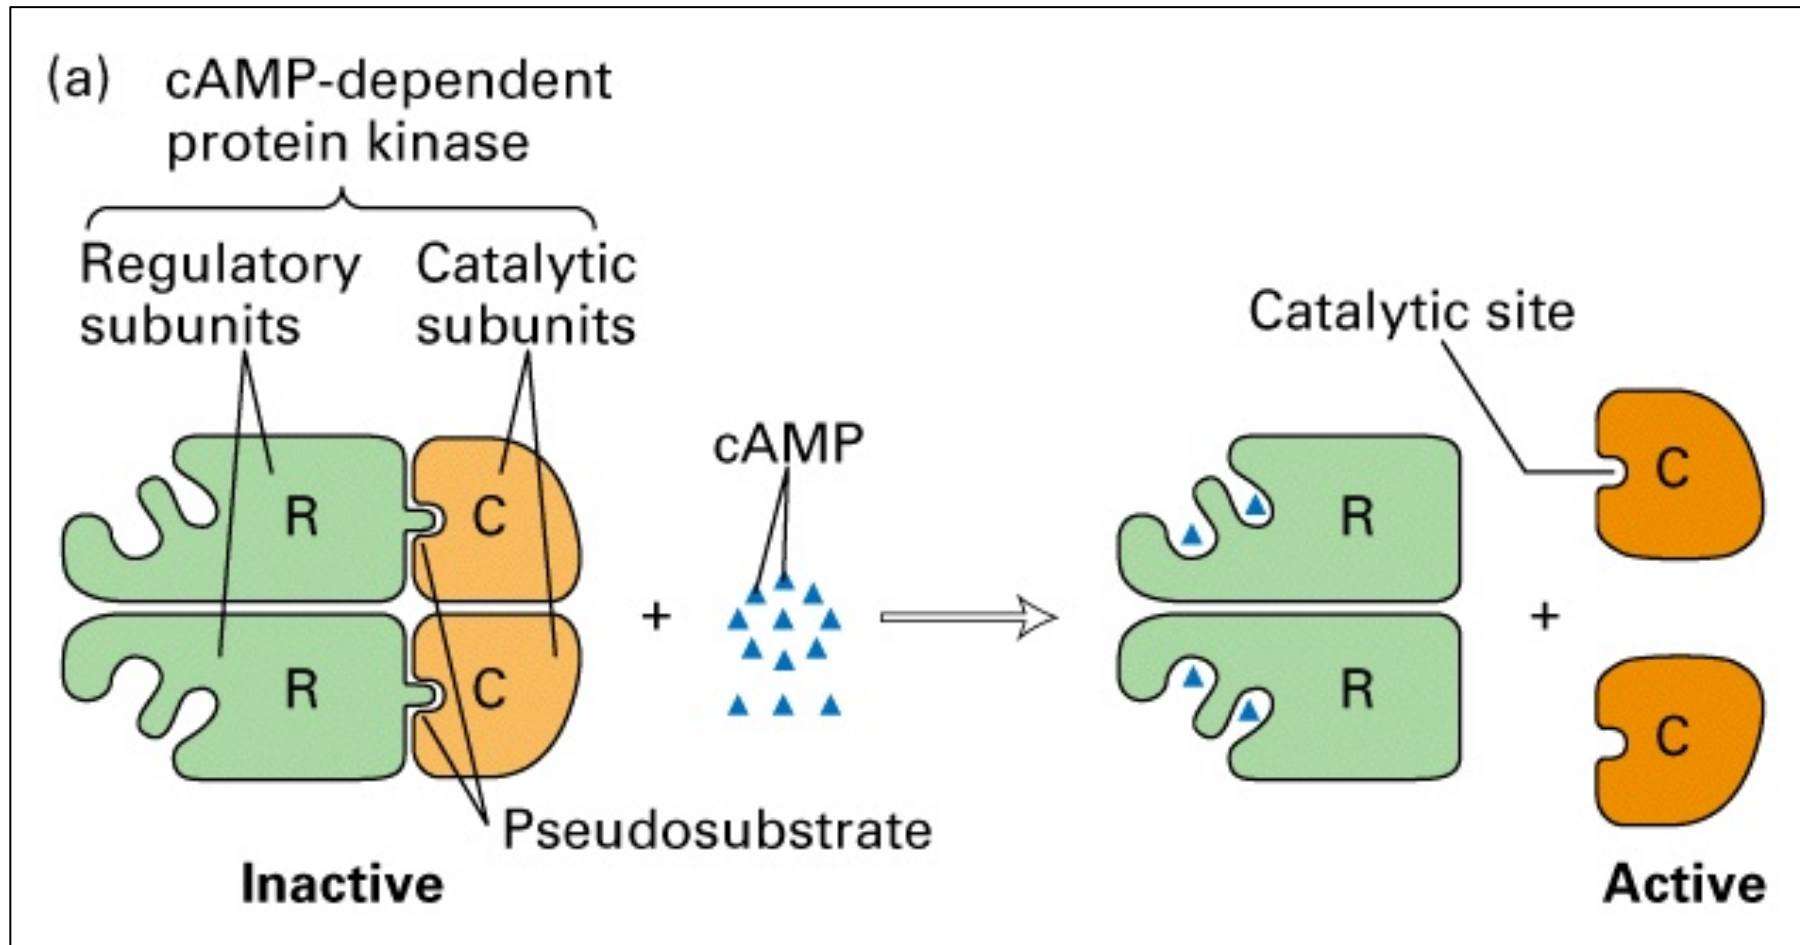 (a) cAMP-dependent
protein kinase
Regulatory
subunits
Catalytic
subunits
Catalytic site
cAMP
R
C
R
C
+
R
R
+
C
C
Pseudosubstrate
Inactive
Active